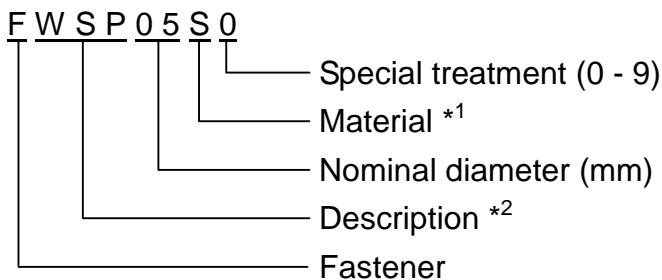 F W S P 0 5 S 0
Special treatment (0 - 9)
Material *1
Nominal diameter (mm)
Description *2
Fastener